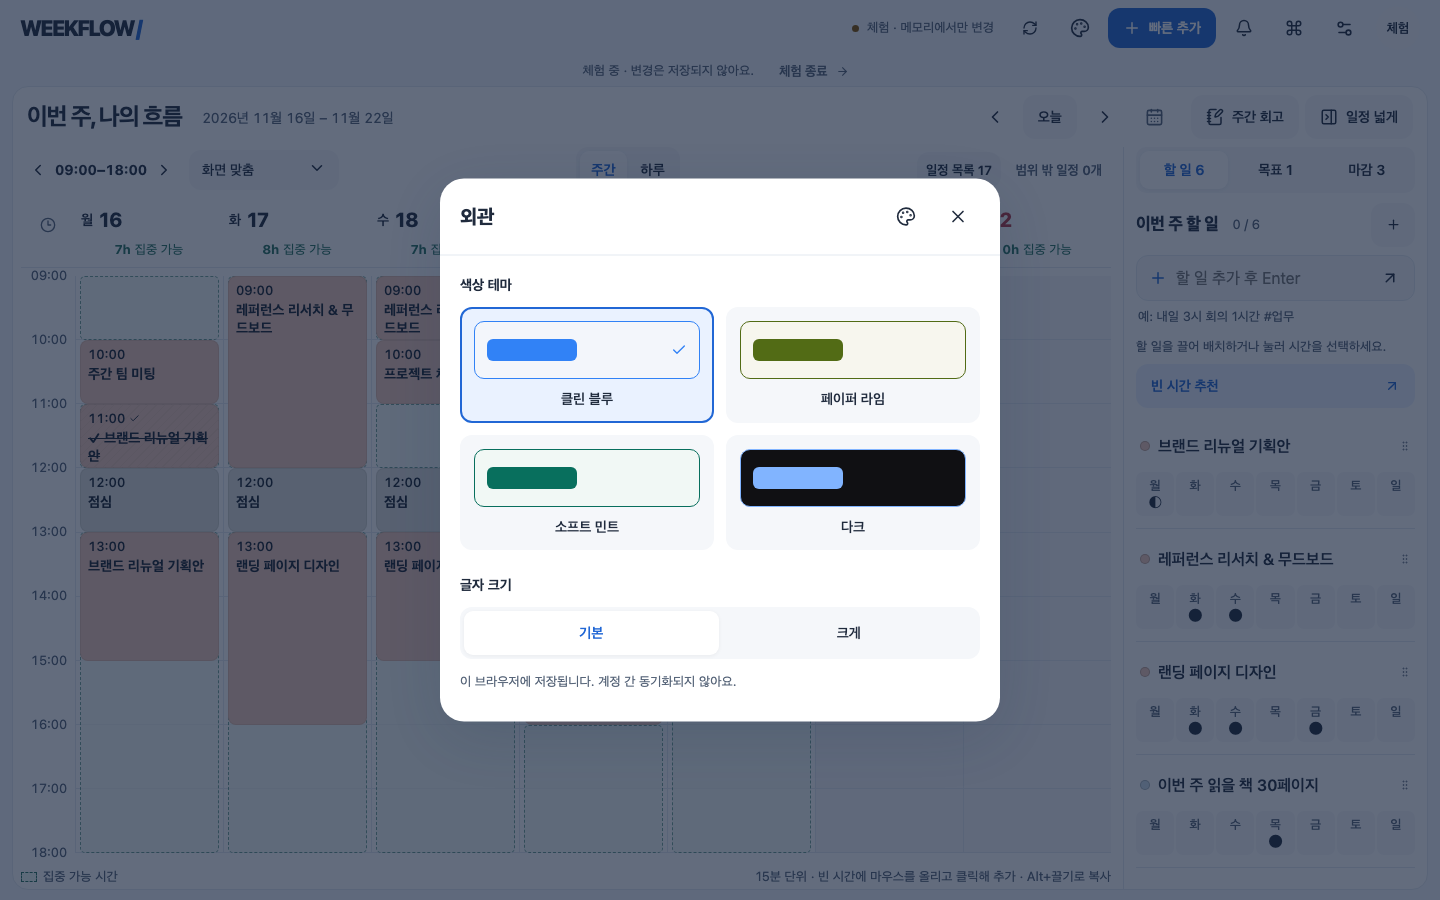 WEEKFLOW/
체험 · 메모리에서만 변경
빠른 추가
체험
체험 중 · 변경은 저장되지 않아요.
체험 종료
이번 주, 나의 흐름
2026년 11월 16일 – 11월 22일
오늘
주간 회고
일정 넓게
09:00–18:00
화면 맞춤
주간
하루
일정 목록 17
범위 밖 일정 0개
할 일 6
목표 1
마감 3
월 16
화 17
수 18
2
7h 집중 가능
8h 집중 가능
7h 집
0h 집중 가능
이번 주 할 일
0 / 6
할 일 추가 후 Enter
예: 내일 3시 회의 1시간 #업무
할 일을 끌어 배치하거나 눌러 시간을 선택하세요.
빈 시간 추천
09:00
10:00
11:00
12:00
13:00
14:00
15:00
16:00
17:00
18:00
10:00
주간 팀 미팅
11:00 ✓
✓ 브랜드 리뉴얼 기획
안
12:00
점심
13:00
브랜드 리뉴얼 기획안
09:00
레퍼런스 리서치 & 무
드보드
12:00
점심
13:00
랜딩 페이지 디자인
09:00
레퍼런스 리서
드보드
10:00
프로젝트
12:00
점심
13:00
랜딩 페이지
외관
색상 테마
클린 블루
페이퍼 라임
소프트 민트
다크
글자 크기
기본
크게
이 브라우저에 저장됩니다. 계정 간 동기화되지 않아요.
브랜드 리뉴얼 기획안
월 화 수 목 금 토 일
레퍼런스 리서치 & 무드보드
월 화 수 목 금 토 일
랜딩 페이지 디자인
월 화 수 목 금 토 일
이번 주 읽을 책 30페이지
월 화 수 목 금 토 일
집중 가능 시간
15분 단위 · 빈 시간에 마우스를 올리고 클릭해 추가 · Alt+끌기로 복사